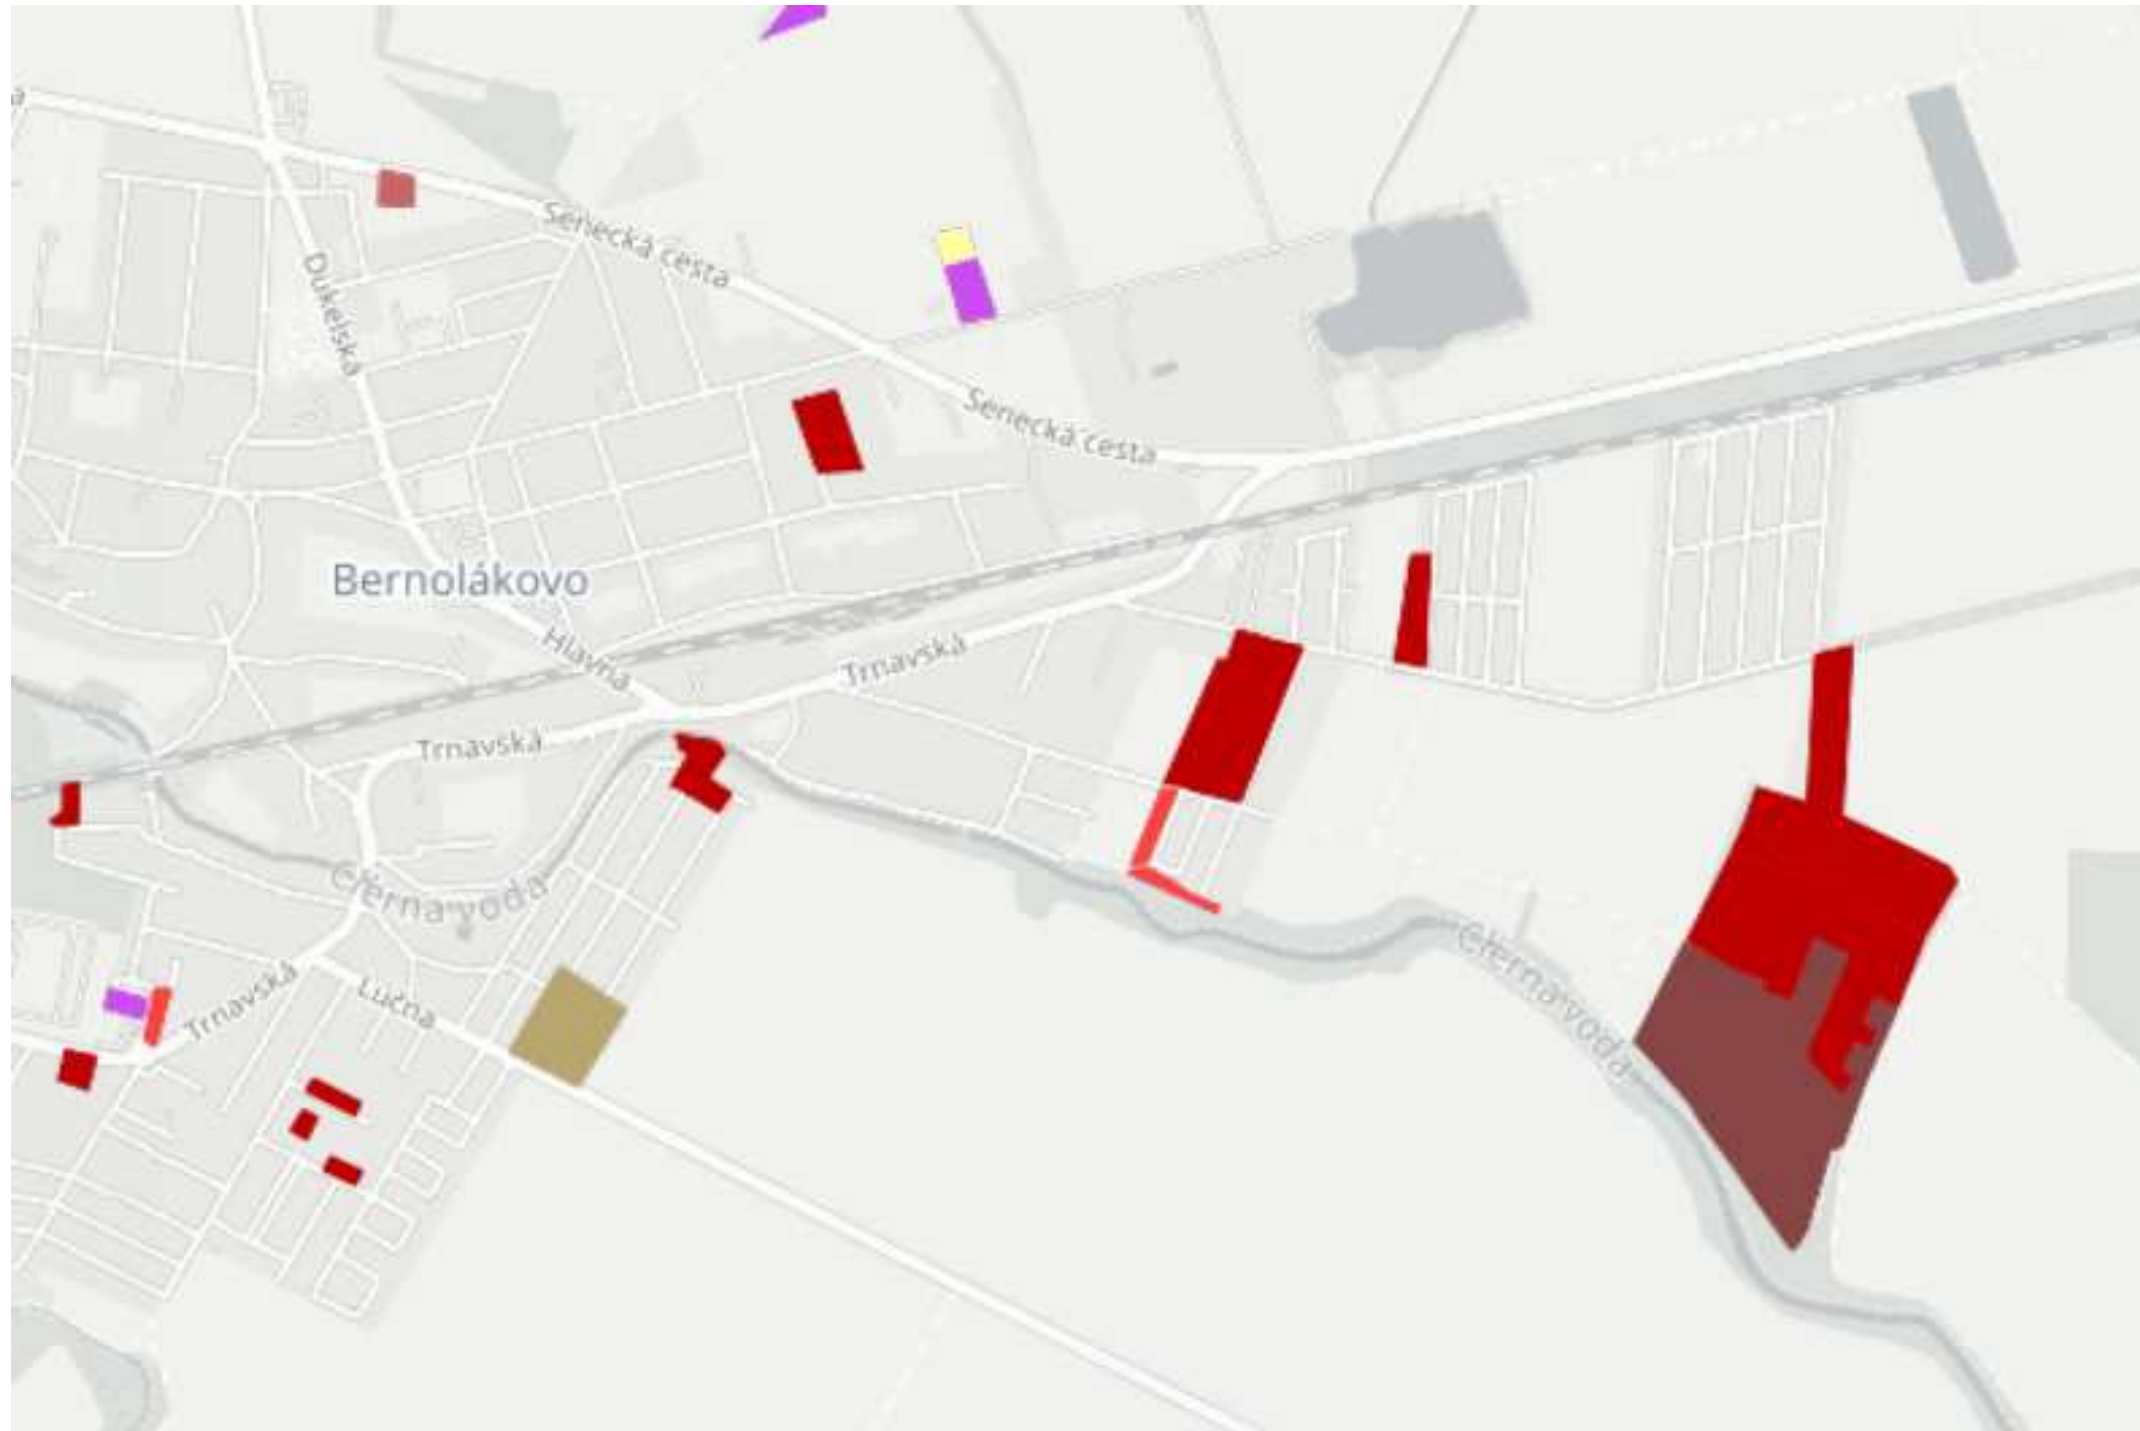 a
Senecká cesta
Dukelská
Senecká cesta
Bernolákovo
Hlavná
Trnavská
Trnavská
Čierna voda
Čierna voda
Trnavská
Lúčna